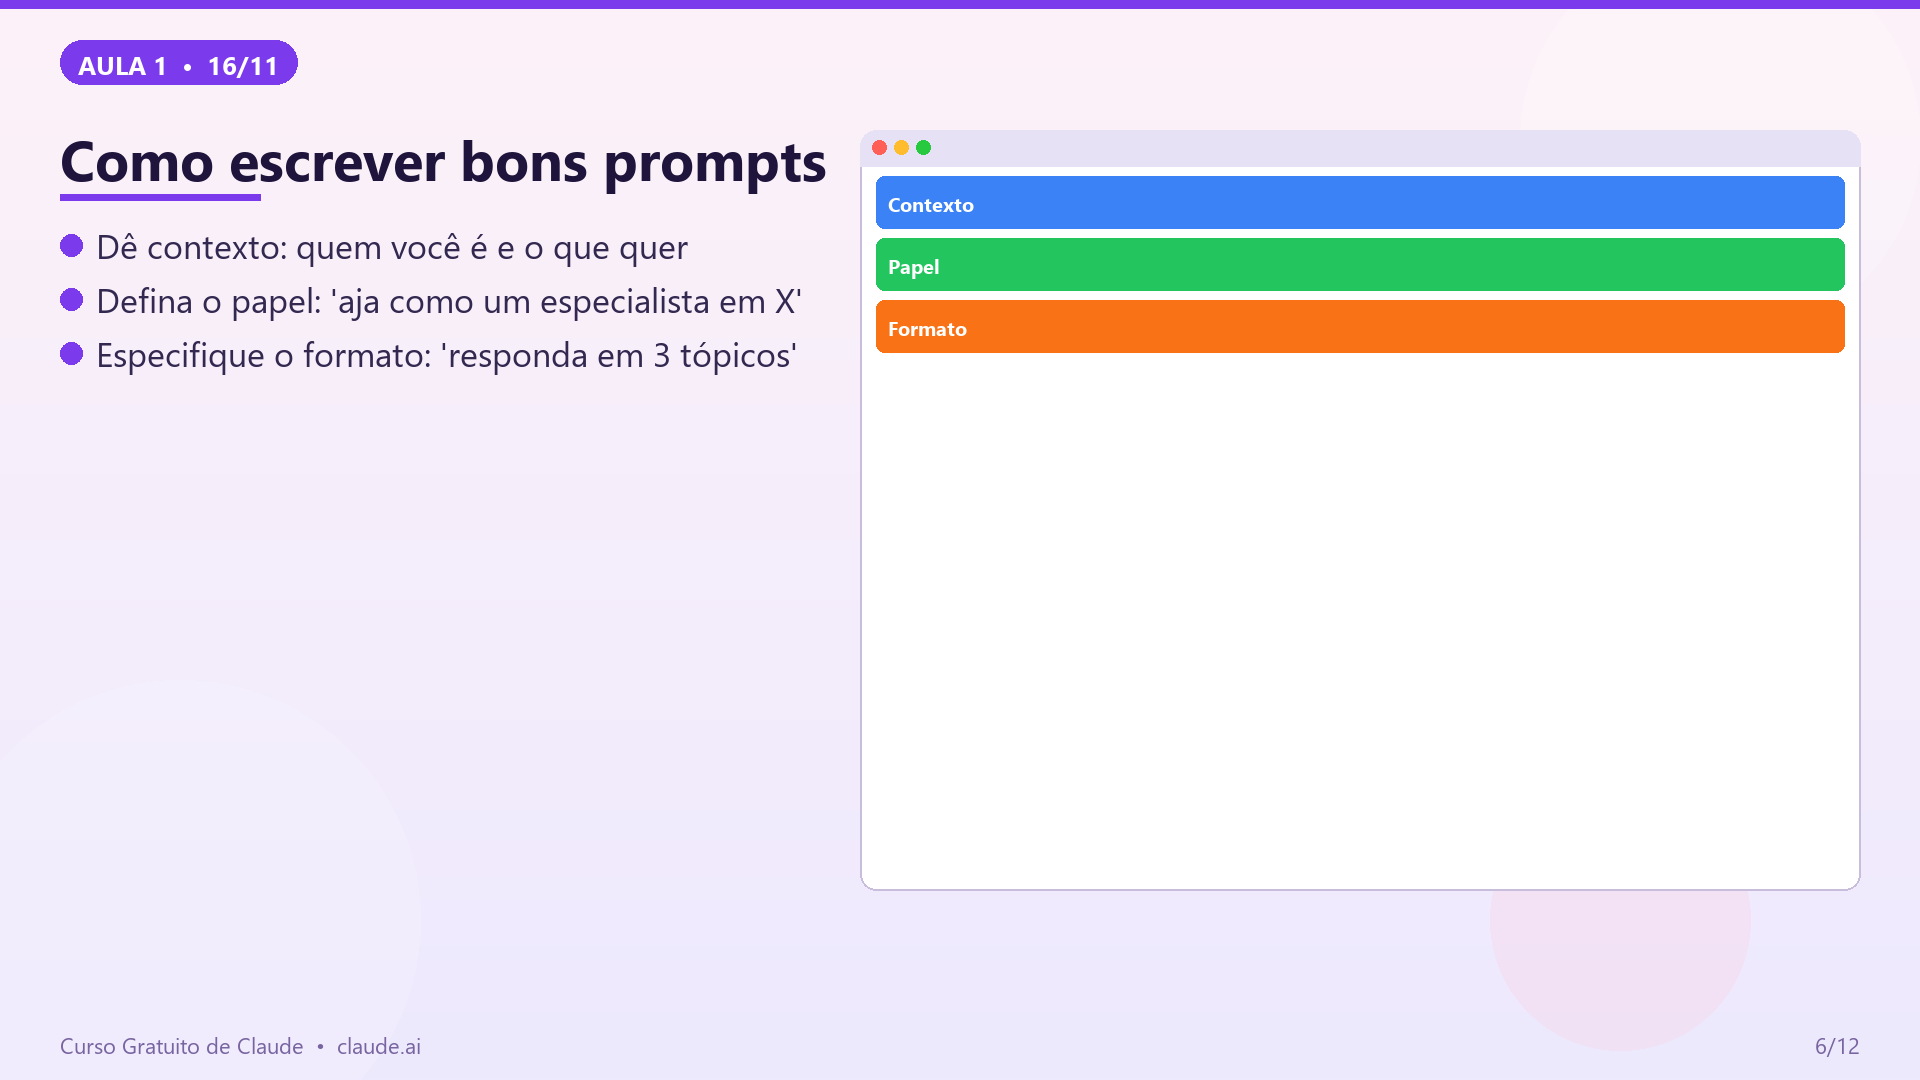 AULA 1 • 16/11
Como escrever bons prompts
Dê contexto: quem você é e o que quer
Defina o papel: 'aja como um especialista em X'
Especifique o formato: 'responda em 3 tópicos'
Contexto
Papel
Formato
Curso Gratuito de Claude • claude.ai
6/12